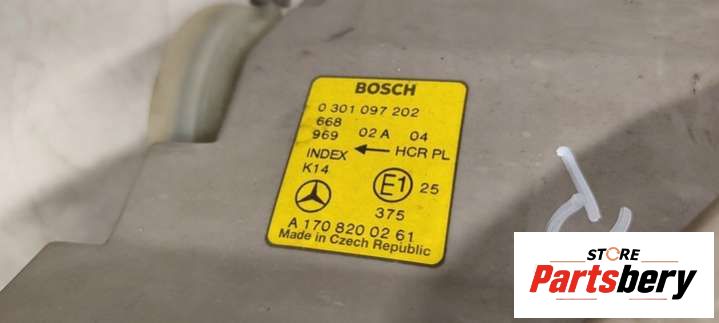 BOSCH
0 301 097 202
668
969 02 A 04
INDEX ← HCR PL
K14
E1 25
375
A 170 820 02 61
Made in Czech Republic
STORE
Partsbery